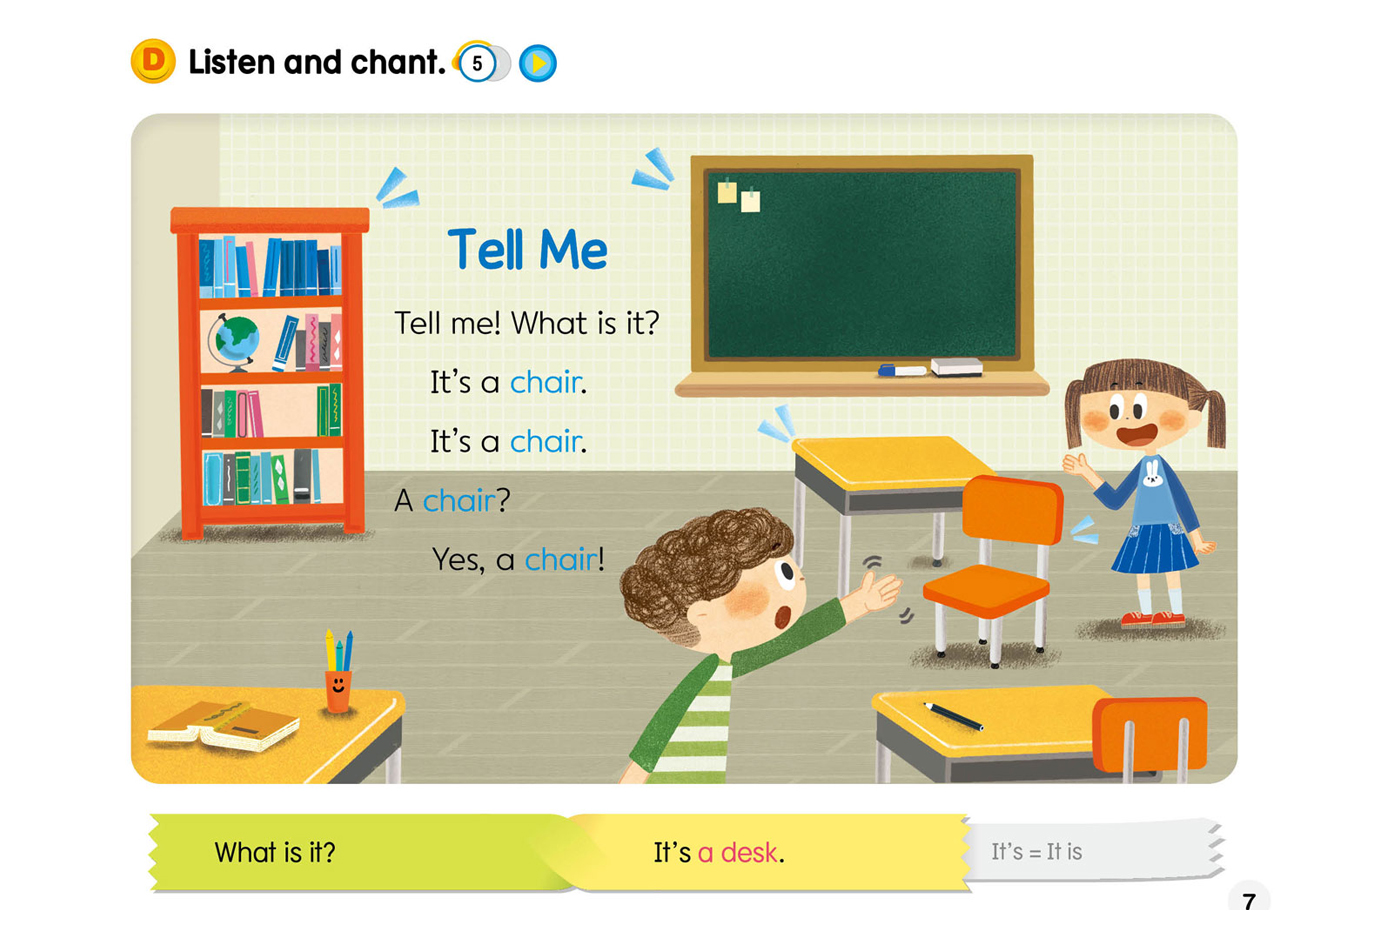 D Listen and chant. 5
Tell Me
Tell me! What is it?
It's a chair.
It's a chair.
A chair?
Yes, a chair!
What is it? It's a desk. It's = It is
7